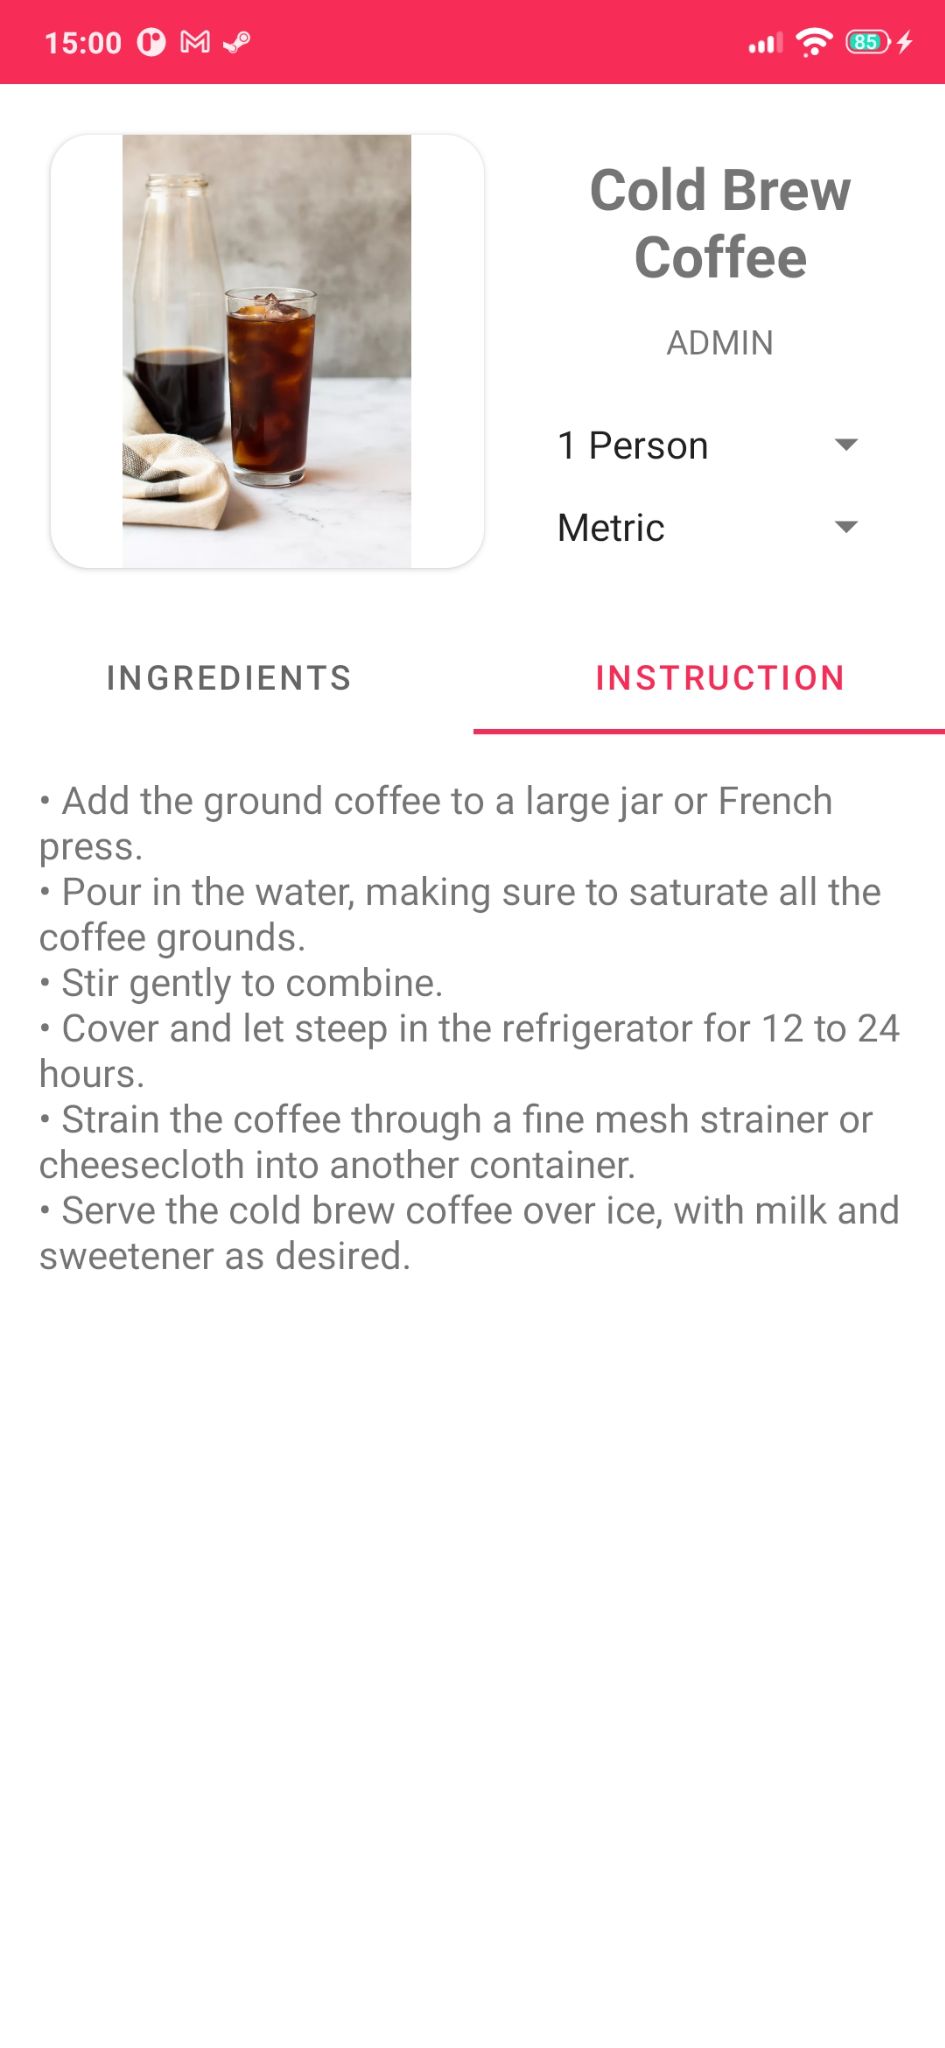 15:00
85
Cold Brew
Coffee
ADMIN
1 Person
Metric
INGREDIENTS
INSTRUCTION
• Add the ground coffee to a large jar or French
press.
• Pour in the water, making sure to saturate all the
coffee grounds.
• Stir gently to combine.
• Cover and let steep in the refrigerator for 12 to 24
hours.
• Strain the coffee through a fine mesh strainer or
cheesecloth into another container.
• Serve the cold brew coffee over ice, with milk and
sweetener as desired.